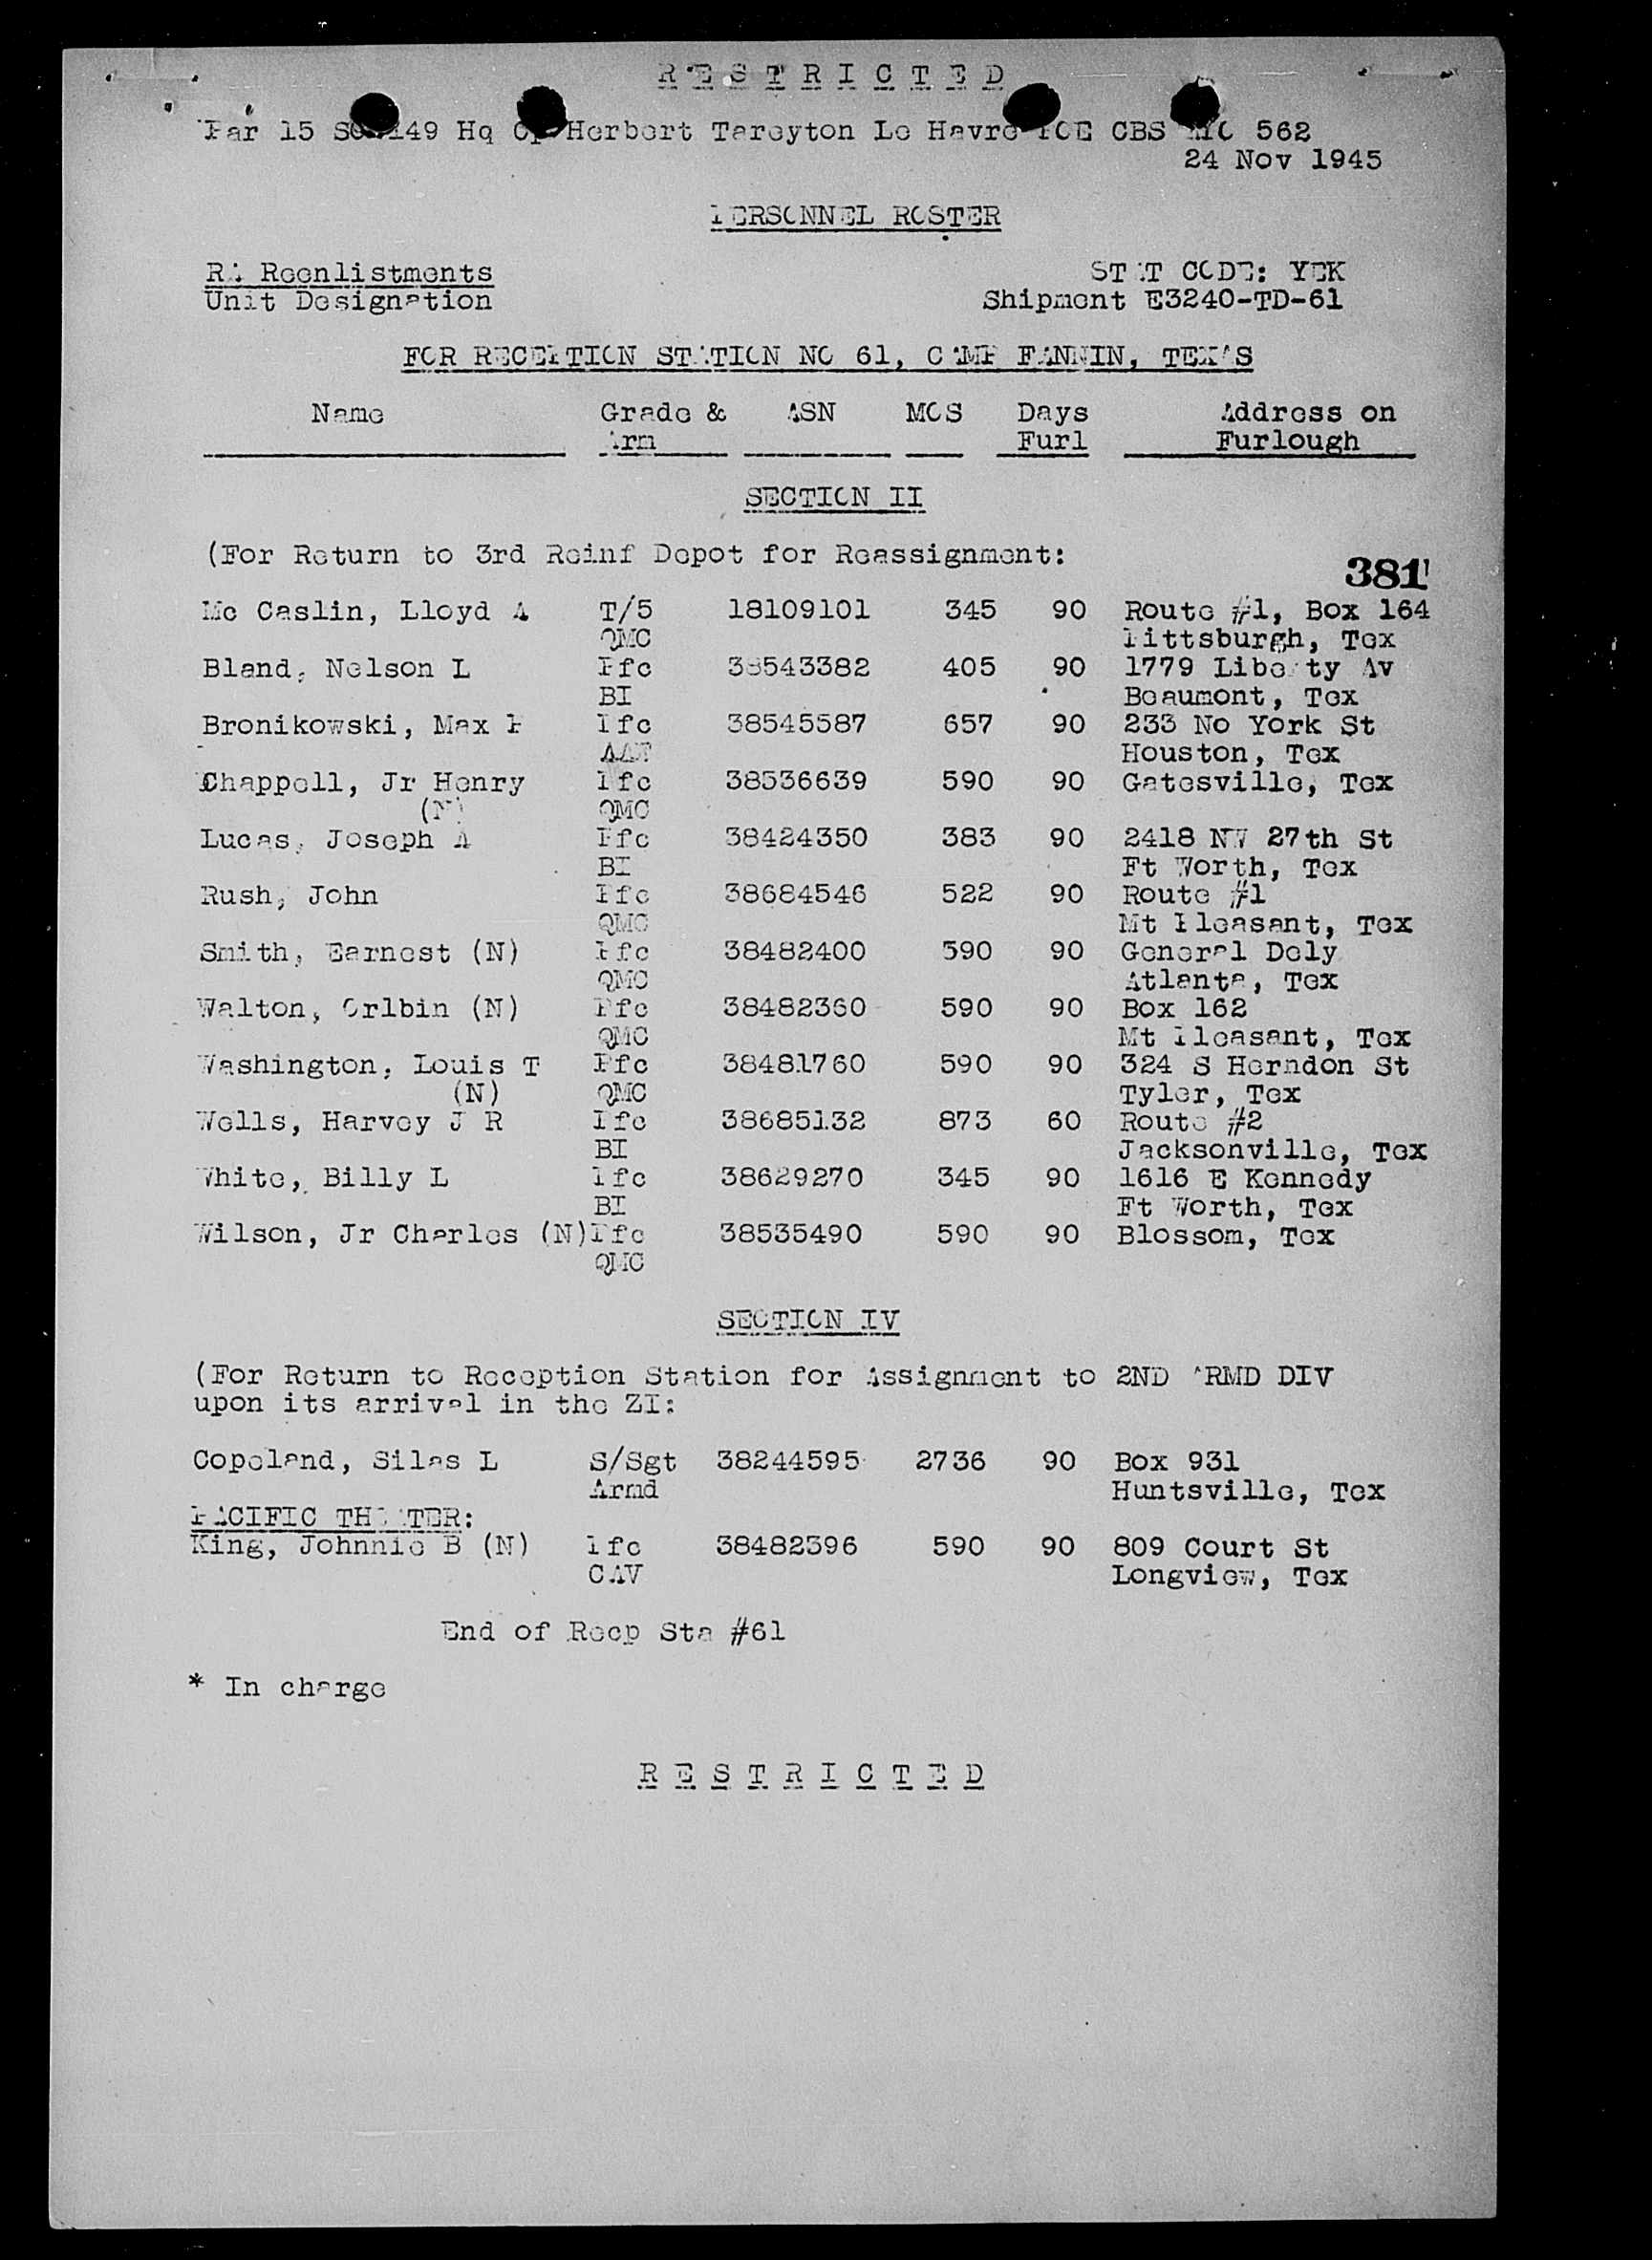 R E S T R I C T E D
Par 15 SO 149 Hq Cp Herbert Tareyton Le Havre POE CBS APO 562
24 Nov 1945
PERSONNEL ROSTER
RA Reenlistments STAT CODE: YEK
Unit Designation Shipment E3240-TD-61
FOR RECEPTION STATION NO 61, CAMP FANNIN, TEXAS
Name Grade & ASN MOS Days Address on
Arm Furl Furlough
SECTION II
(For Return to 3rd Reinf Depot for Reassignment:
381
Mc Caslin, Lloyd A T/5 18109101 345 90 Route #1, Box 164
QMC Pittsburgh, Tex
Bland, Nelson L Pfc 38543382 405 90 1779 Liberty Av
BI Beaumont, Tex
Bronikowski, Max P Pfc 38545587 657 90 233 No York St
AAF Houston, Tex
Chappell, Jr Henry Pfc 38536639 590 90 Gatesville, Tex
(N) QMC
Lucas, Joseph A Pfc 38424350 383 90 2418 NW 27th St
BI Ft Worth, Tex
Rush, John Pfc 38684546 522 90 Route #1
QMC Mt Pleasant, Tex
Smith, Earnest (N) Pfc 38482400 590 90 General Dely
QMC Atlanta, Tex
Walton, Orlbin (N) Pfc 38482360 590 90 Box 162
QMC Mt Pleasant, Tex
Washington, Louis T Pfc 38481760 590 90 324 S Herndon St
(N) QMC Tyler, Tex
Wells, Harvey J R Pfc 38685132 873 60 Route #2
BI Jacksonville, Tex
White, Billy L Pfc 38629270 345 90 1616 E Kennedy
BI Ft Worth, Tex
Wilson, Jr Charles (N) Pfc 38535490 590 90 Blossom, Tex
QMC
SECTION IV
(For Return to Reception Station for Assignment to 2ND ARMD DIV
upon its arrival in the ZI:
Copeland, Silas L S/Sgt 38244595 2736 90 Box 931
Armd Huntsville, Tex
PACIFIC THEATER:
King, Johnnie B (N) Pfc 38482396 590 90 809 Court St
CAV Longview, Tex
End of Recp Sta #61
* In charge
R E S T R I C T E D